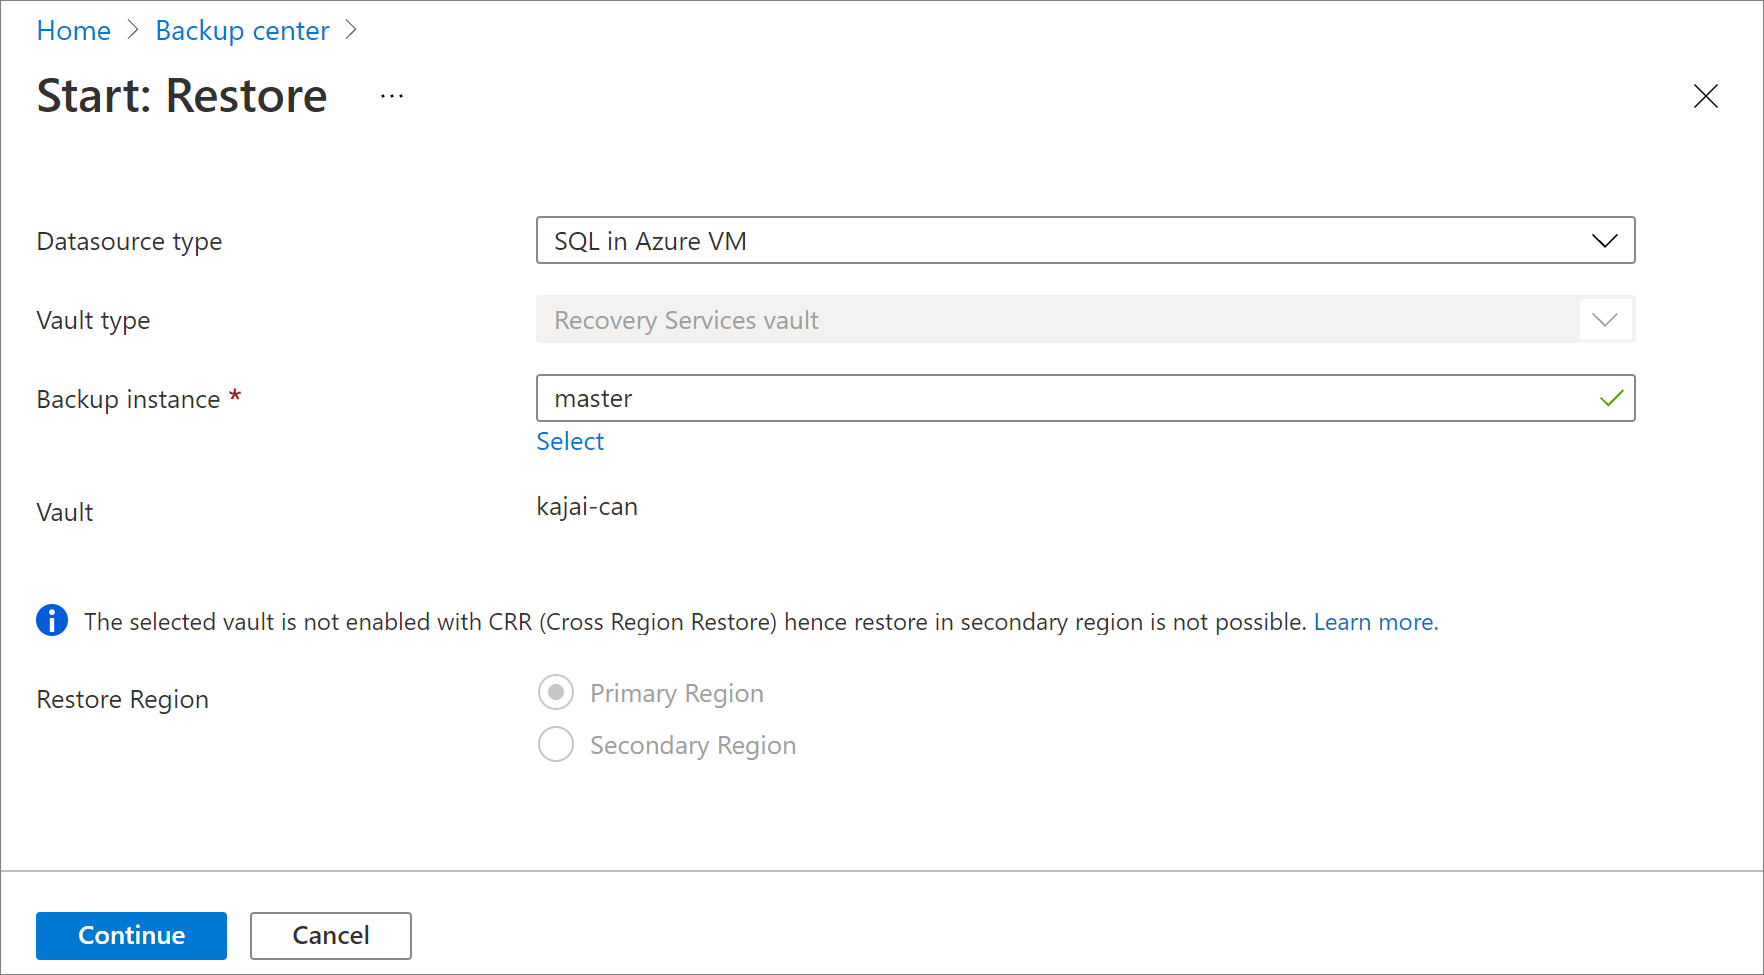 Home > Backup center >
Start: Restore ...
Datasource type
SQL in Azure VM
Vault type
Recovery Services vault
Backup instance *
master
Select
Vault
kajai-can
The selected vault is not enabled with CRR (Cross Region Restore) hence restore in secondary region is not possible. Learn more.
Restore Region
Primary Region
Secondary Region
Continue
Cancel